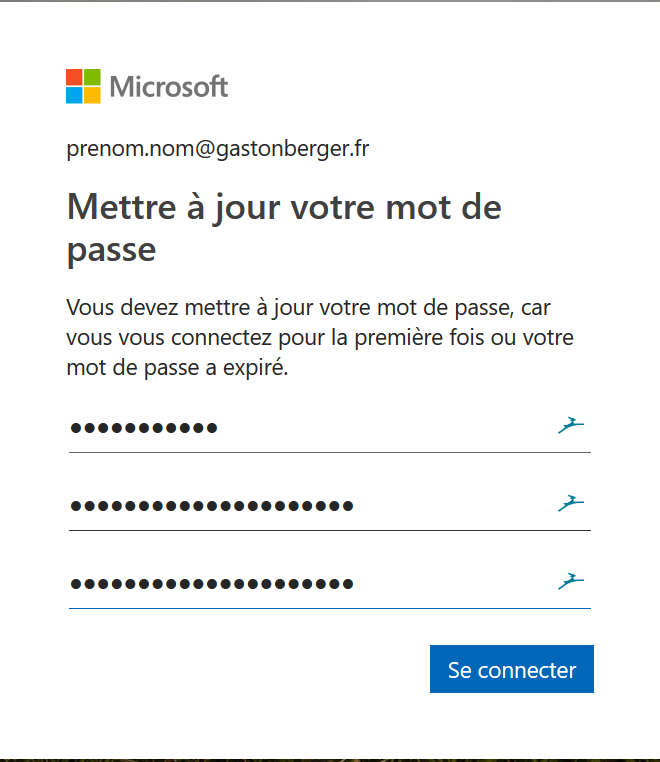 Microsoft
prenom.nom@gastonberger.fr
Mettre à jour votre mot de
passe
Vous devez mettre à jour votre mot de passe, car
vous vous connectez pour la première fois ou votre
mot de passe a expiré.
●●●●●●●●●●●
●●●●●●●●●●●●●●●●●●●●●
●●●●●●●●●●●●●●●●●●●●●
Se connecter